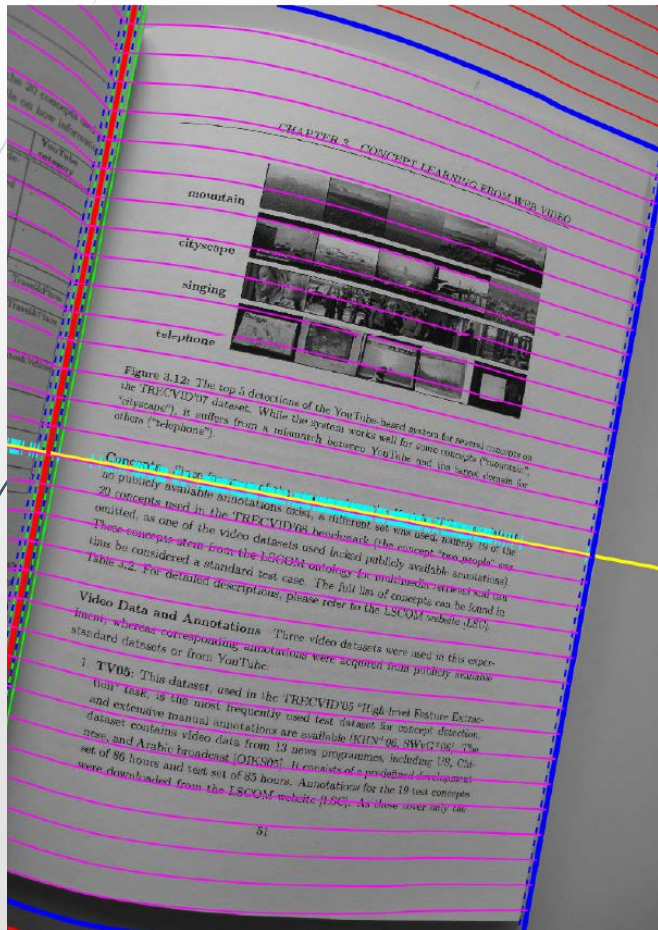 the 20 concepts
on how
YouTube
category
CHAPTER 3. CONCEPT LEARNING FROM WEB VIDEO
mountain
cityscape
singing
telephone
Figure 3.12: The top 5 detections of the YouTube-based system for several concepts on
the TRECVID'07 dataset. While the system works well for some concepts ("mountain",
"cityscape"), it suffers from a mismatch between YouTube and the target domain for
others ("telephone").
no publicly available annotations exist, a different set was used, namely 19 of the
20 concepts used in the TRECVID'08 benchmark (the concept "two people" was
omitted, as one of the video datasets used lacked publicly available annotations).
These concepts stem from the LSCOM ontology for multimedia retrieval and can
thus be considered a standard test case. The full list of concepts can be found in
Table 3.2. For detailed descriptions, please refer to the LSCOM website [LSC].
Video Data and Annotations Three video datasets were used in this exper-
iment, whereas corresponding annotations were acquired from publicly available
standard datasets or from YouTube:
1. TV05: This dataset, used in the TRECVID'05 "High-level Feature Extrac-
tion" task, is the most frequently used test dataset for concept detection,
and extensive manual annotations are available [KHN+06, SWvG+06]. The
dataset contains video data from 13 news programmes, including US, Chi-
nese, and Arabic broadcast [OIKS05]. It consists of a predefined development
set of 86 hours and test set of 85 hours. Annotations for the 19 test concepts
were downloaded from the LSCOM website [LSC]. As these cover only the
51